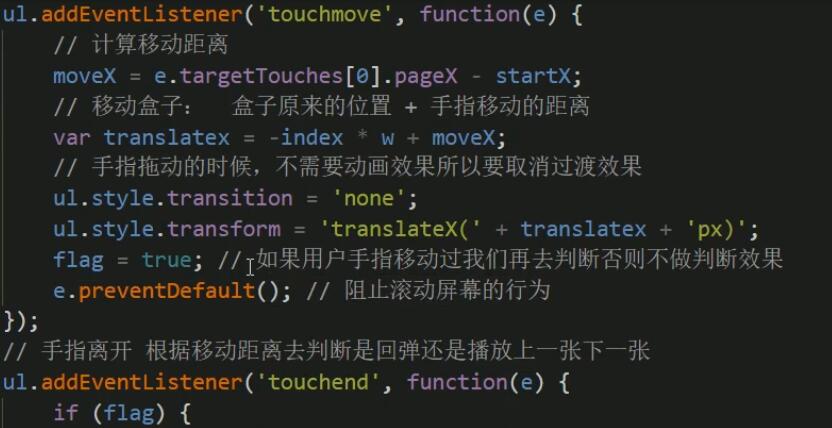 ul.addEventListener('touchmove', function(e) {
// 计算移动距离
moveX = e.targetTouches[0].pageX - startX;
// 移动盒子： 盒子原来的位置 + 手指移动的距离
var translatex = -index * w + moveX;
// 手指拖动的时候，不需要动画效果所以要取消过渡效果
ul.style.transition = 'none';
ul.style.transform = 'translateX(' + translatex + 'px)';
flag = true; // 如果用户手指移动过我们再去判断否则不做判断效果
e.preventDefault(); // 阻止滚动屏幕的行为
});
// 手指离开 根据移动距离去判断是回弹还是播放上一张下一张
ul.addEventListener('touchend', function(e) {
if (flag) {